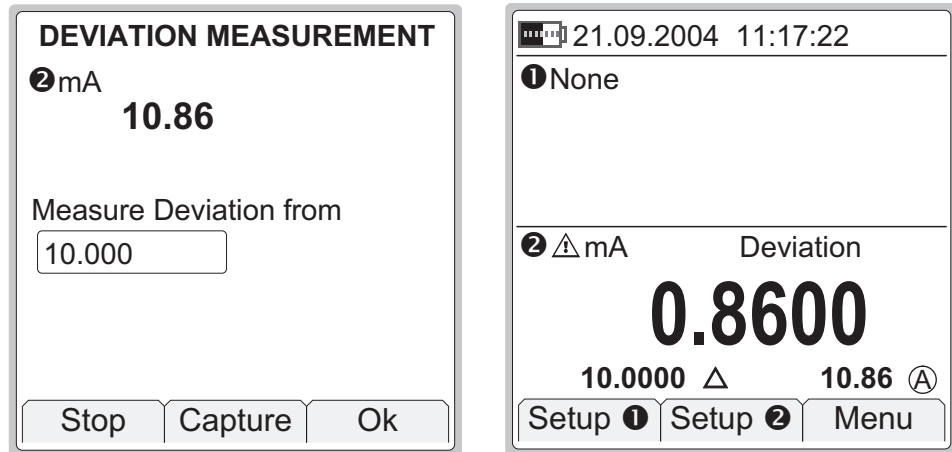 DEVIATION MEASUREMENT
❷mA
10.86
Measure Deviation from
10.000
Stop Capture Ok
21.09.2004 11:17:22
❶None
❷⚠mA Deviation
0.8600
10.0000 △ 10.86 Ⓐ
Setup ❶ Setup ❷ Menu